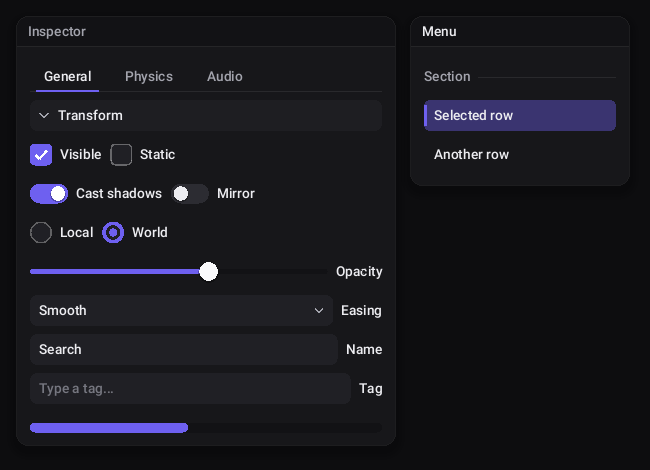 Inspector
General Physics Audio
Transform
Visible Static
Cast shadows Mirror
Local World
Opacity
Smooth Easing
Search Name
Type a tag... Tag
Menu
Section
Selected row
Another row